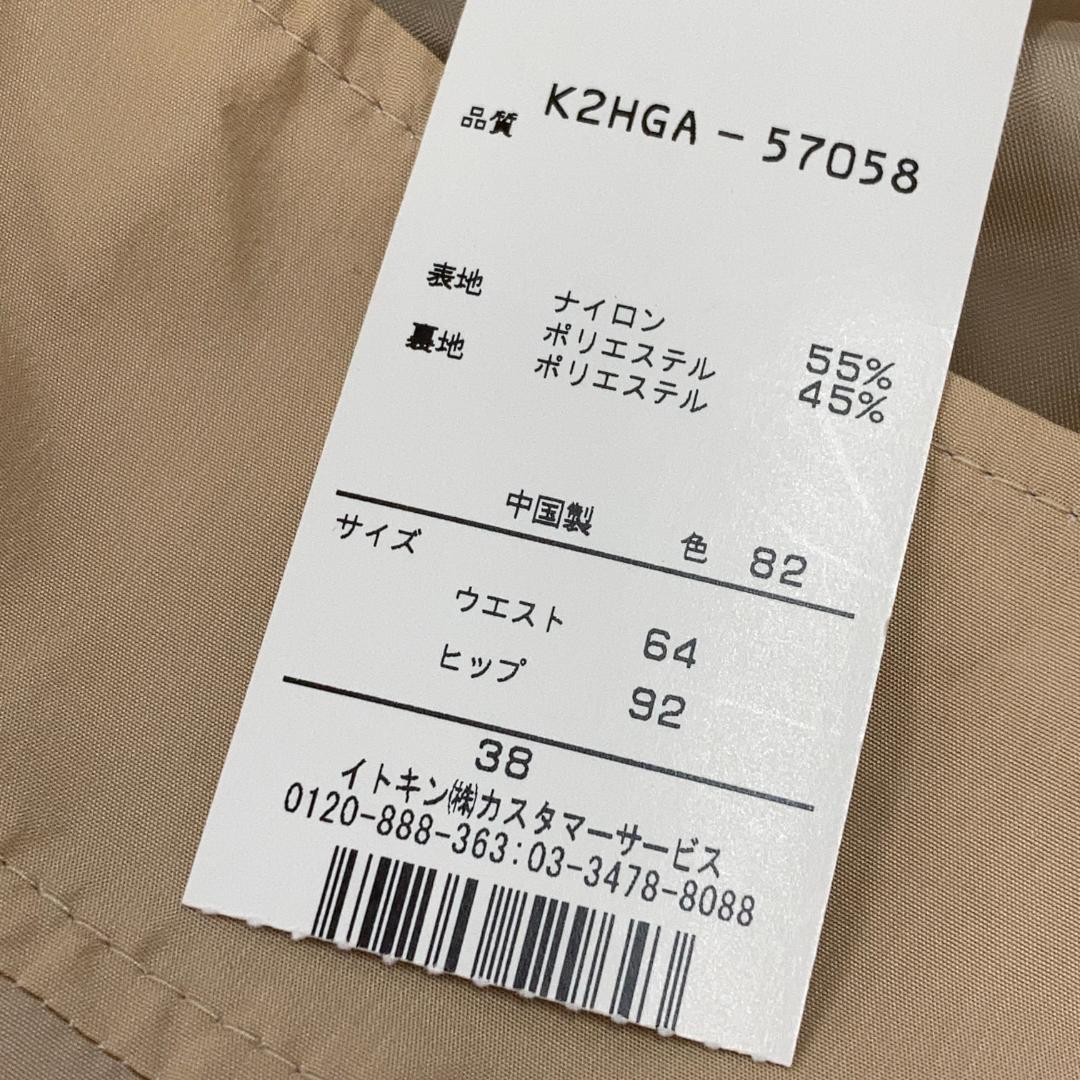 品質 K2HGA-57058
表地 ナイロン 55%
ポリエステル 45%
裏地 ポリエステル
中国製 色 82
サイズ
ウエスト 64
ヒップ 92
38
イトキン㈱カスタマーサービス
0120-888-363:03-3478-8088